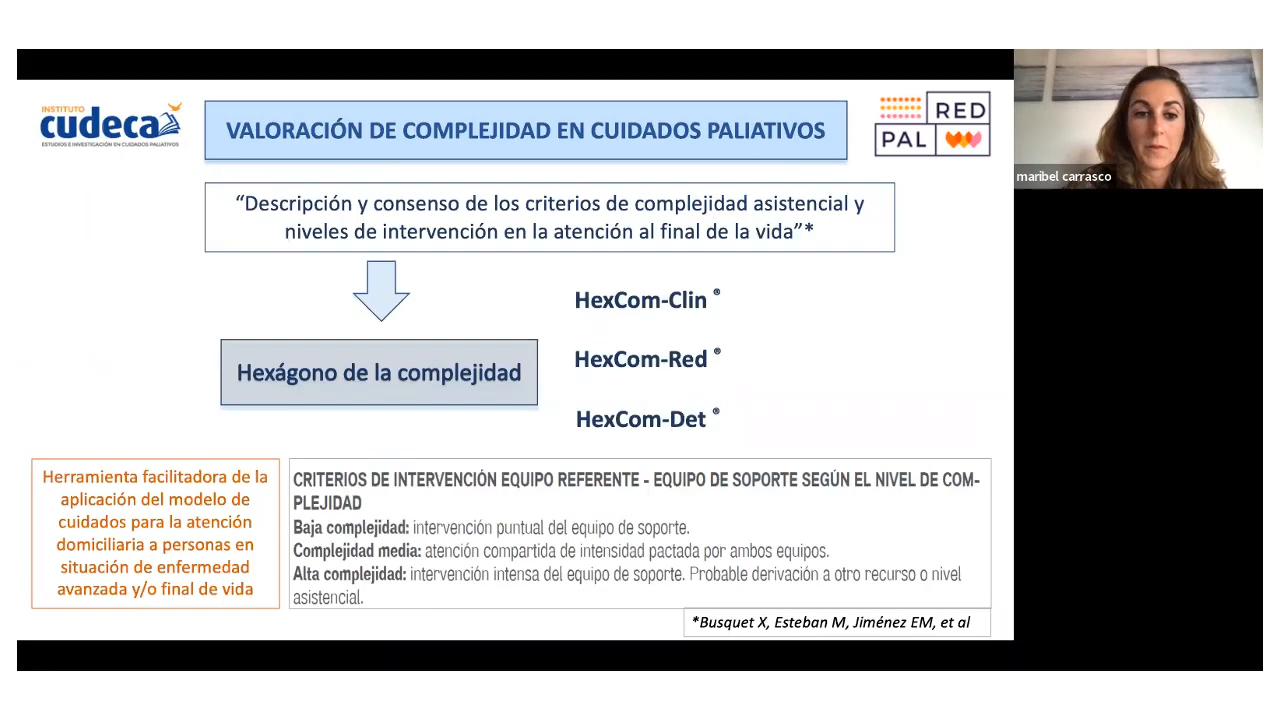 INSTITUTO
cudeca
ESTUDIOS E INVESTIGACIÓN EN CUIDADOS PALIATIVOS
VALORACIÓN DE COMPLEJIDAD EN CUIDADOS PALIATIVOS
RED
PAL
maribel carrasco
“Descripción y consenso de los criterios de complejidad asistencial y
niveles de intervención en la atención al final de la vida”*
HexCom-Clin ®
Hexágono de la complejidad
HexCom-Red ®
HexCom-Det ®
Herramienta facilitadora de la
aplicación del modelo de
cuidados para la atención
domiciliaria a personas en
situación de enfermedad
avanzada y/o final de vida
CRITERIOS DE INTERVENCIÓN EQUIPO REFERENTE - EQUIPO DE SOPORTE SEGÚN EL NIVEL DE COM-
PLEJIDAD
Baja complejidad: intervención puntual del equipo de soporte.
Complejidad media: atención compartida de intensidad pactada por ambos equipos.
Alta complejidad: intervención intensa del equipo de soporte. Probable derivación a otro recurso o nivel
asistencial.
*Busquet X, Esteban M, Jiménez EM, et al